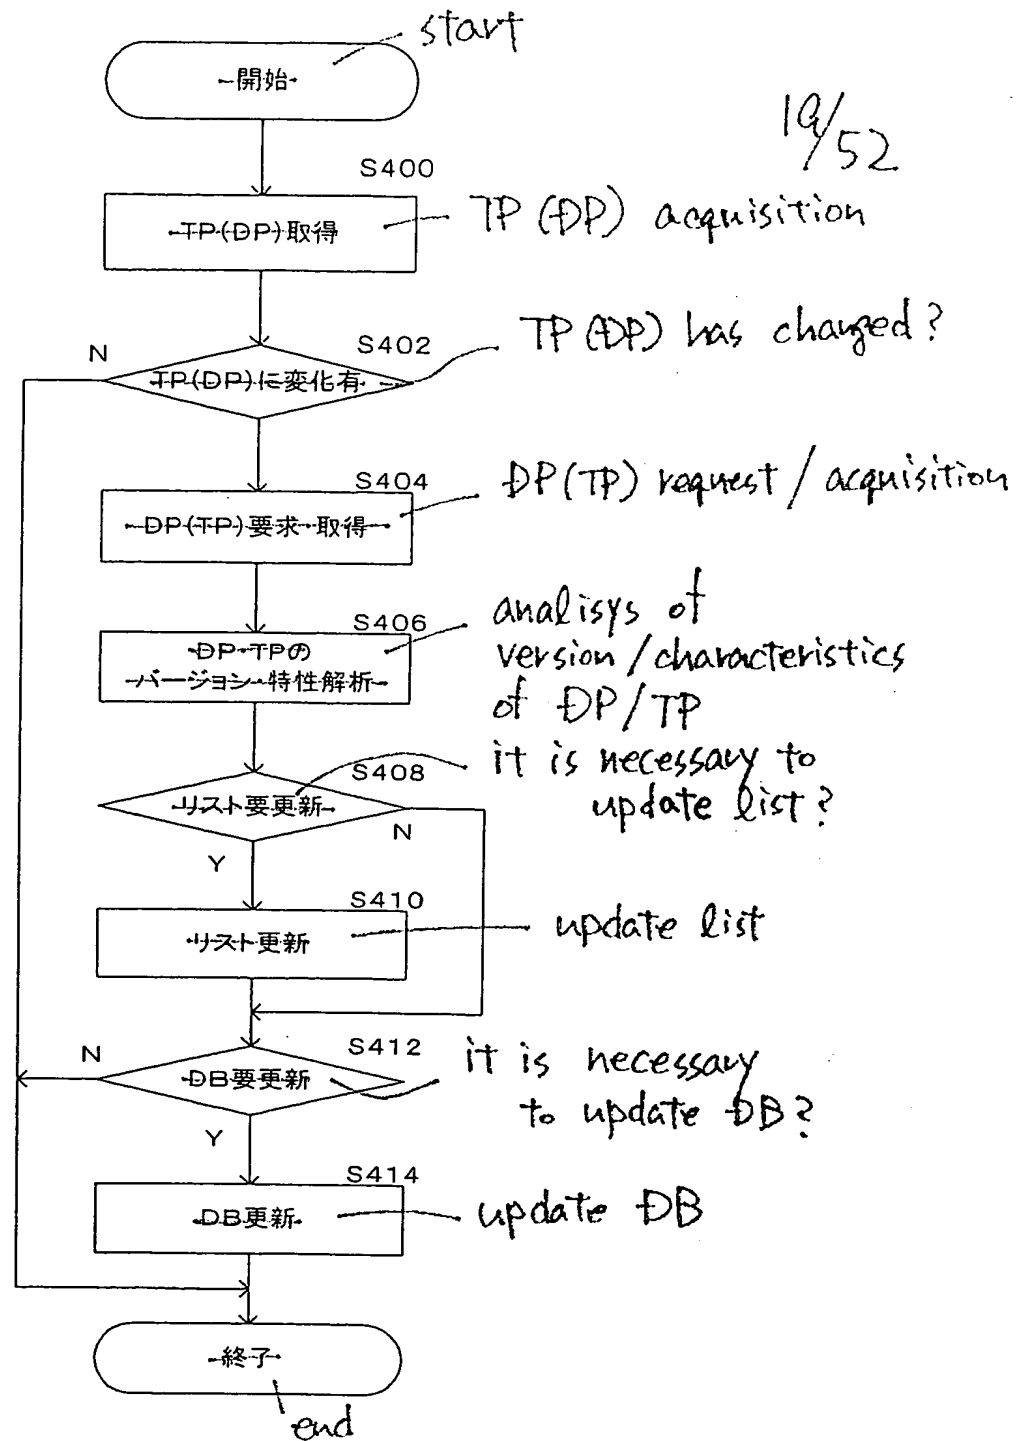 start
開始
19/52
S400
TP(DP)取得
TP(DP) acquisition
S402
N
TP(DP)に変化有
TP(DP) has changed?
S404
DP(TP)要求・取得
DP(TP) request / acquisition
S406
DP・TPの
バージョン・特性解析
analisys of
version/characteristics
of DP/TP
S408
リスト要更新
N
Y
it is necessary to
update list?
S410
リスト更新
update list
S412
N
DB要更新
Y
it is necessary
to update DB?
S414
DB更新
update DB
終了
end